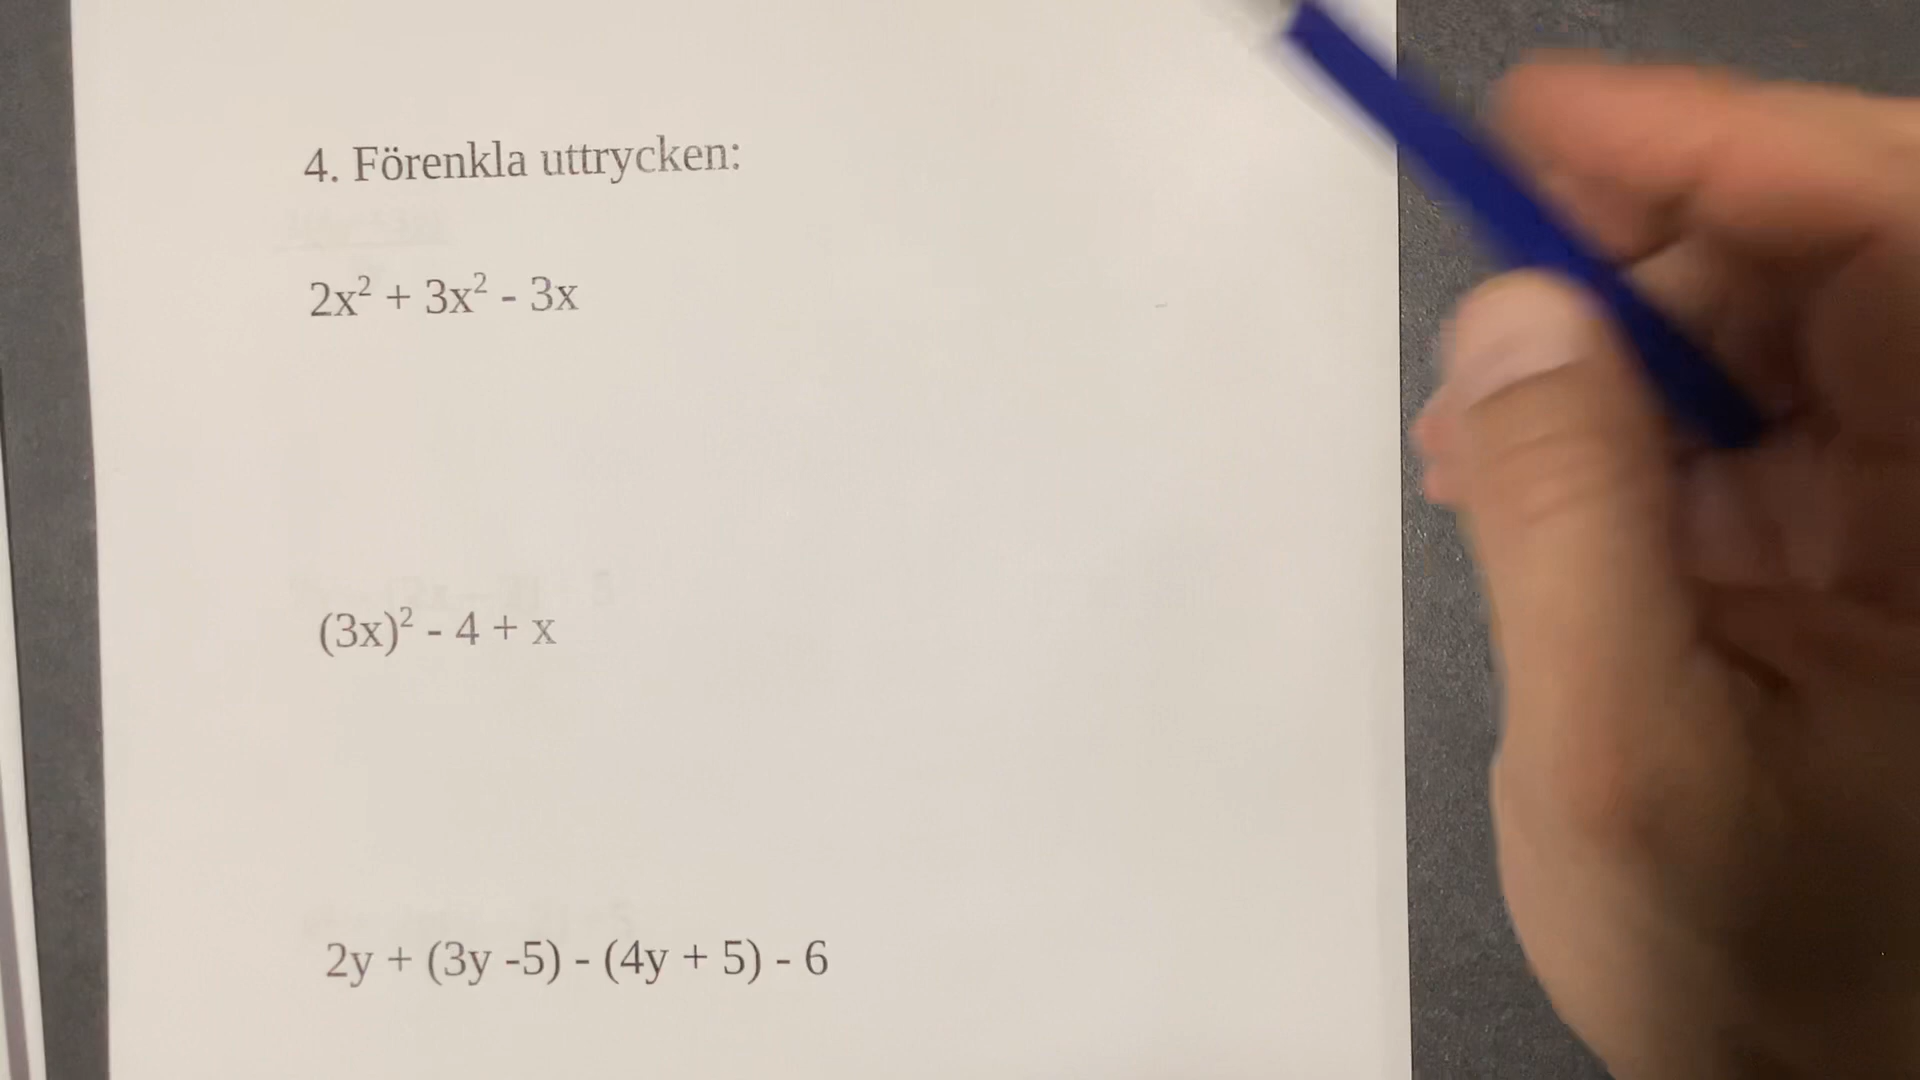 4. Förenkla uttrycken:
2x² + 3x² - 3x
(3x)² - 4 + x
2y + (3y -5) - (4y + 5) - 6